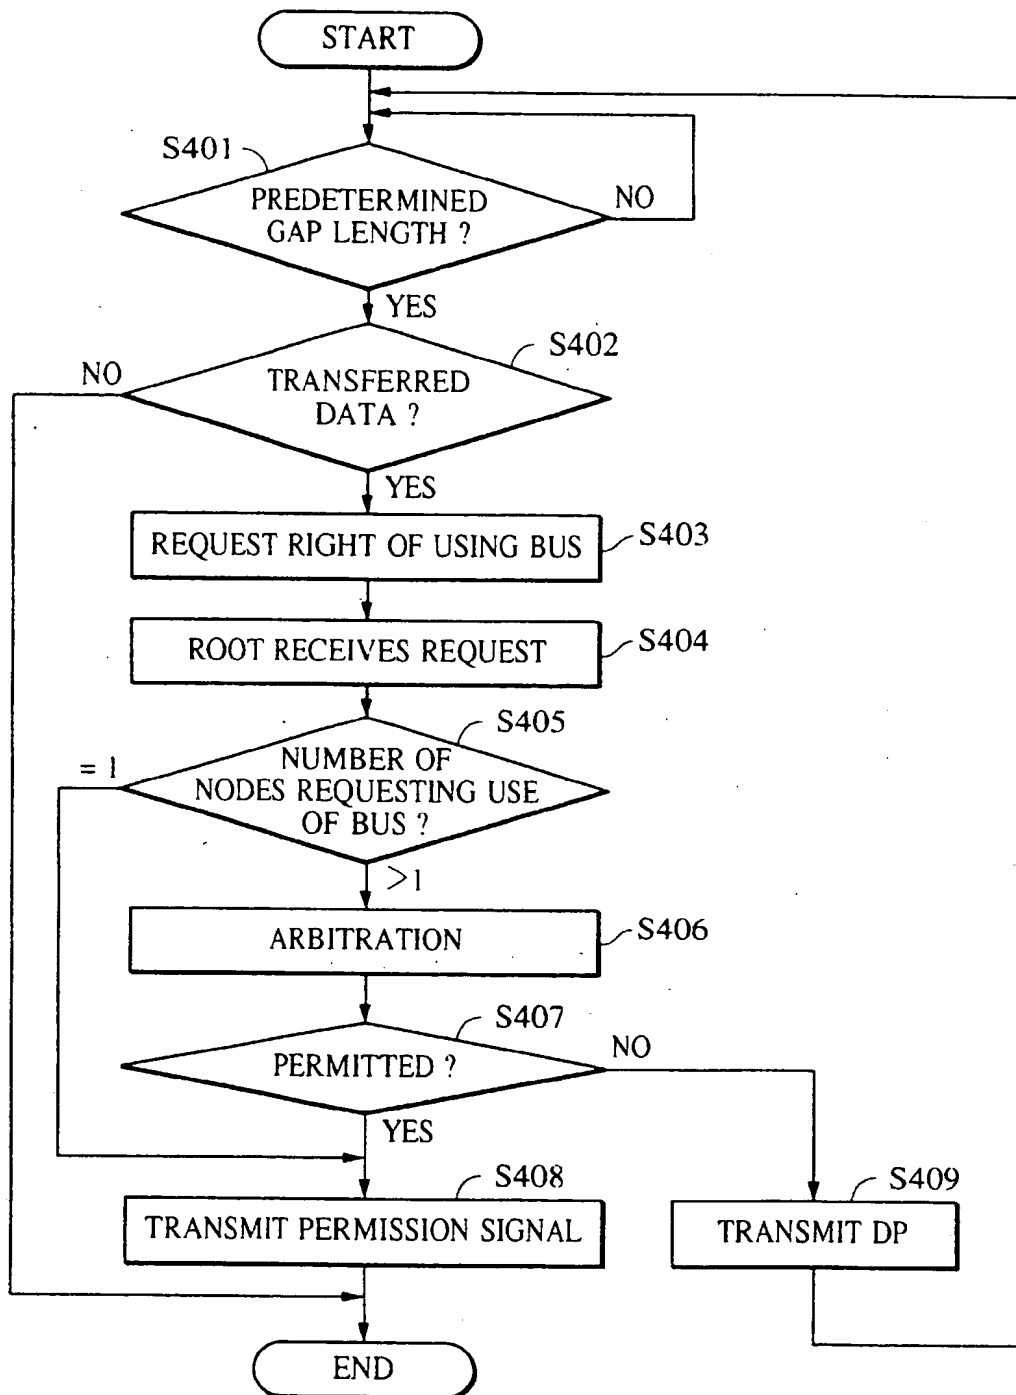 START
S401
PREDETERMINED
GAP LENGTH ?
NO
YES
S402
NO
TRANSFERRED
DATA ?
YES
REQUEST RIGHT OF USING BUS
S403
ROOT RECEIVES REQUEST
S404
S405
= 1
NUMBER OF
NODES REQUESTING USE
OF BUS ?
>1
ARBITRATION
S406
S407
PERMITTED ?
NO
YES
S408
TRANSMIT PERMISSION SIGNAL
S409
TRANSMIT DP
END